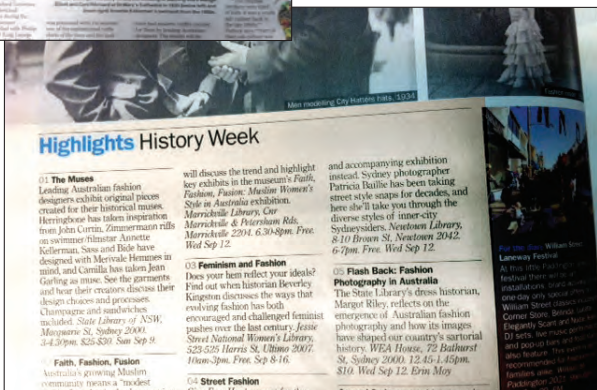 Men modelling City Hatters hats, 1934
Highlights History Week
01 The Muses
Leading Australian fashion
designers exhibit original pieces
created for their historical muses.
Herringbone has taken inspiration
from John Curtin, Zimmermann riffs
on swimmer/filmstar Annette
Kellerman, Sass and Bide have
designed with Merivale Hemmes in
mind, and Camilla has taken Jean
Garling as muse. See the garments
and hear their creators discuss their
design choices and processes.
Champagne and sandwiches
included. State Library of NSW,
Macquarie St, Sydney 2000.
3-4.30pm. $25-$30. Sun Sep 9.
Faith, Fashion, Fusion
Australia's growing Muslim
community means a "modest
will discuss the trend and highlight
key exhibits in the museum's Faith,
Fashion, Fusion: Muslim Women's
Style in Australia exhibition.
Marrickville Library, Cnr
Marrickville & Petersham Rds,
Marrickville 2204. 6.30-8pm. Free.
Wed Sep 12.
03 Feminism and Fashion
Does your hem reflect your ideals?
Find out when historian Beverley
Kingston discusses the ways that
evolving fashion has both
encouraged and challenged feminist
pushes over the last century. Jessie
Street National Women's Library,
523-525 Harris St, Ultimo 2007.
10am-3pm. Free. Sep 8-16.
04 Street Fashion
and accompanying exhibition
instead. Sydney photographer
Patricia Baillie has been taking
street style snaps for decades, and
here she'll take you through the
diverse styles of inner-city
Sydneysiders. Newtown Library,
8-10 Brown St, Newtown 2042.
6-7pm. Free. Wed Sep 12.
05 Flash Back: Fashion
Photography in Australia
The State Library's dress historian,
Margot Riley, reflects on the
emergence of Australian fashion
photography and how its images
have shaped our country's sartorial
history. WEA House, 72 Bathurst
St, Sydney 2000. 12.45-1.45pm.
$10. Wed Sep 12. Erin Moy
William Street
Laneway Festival